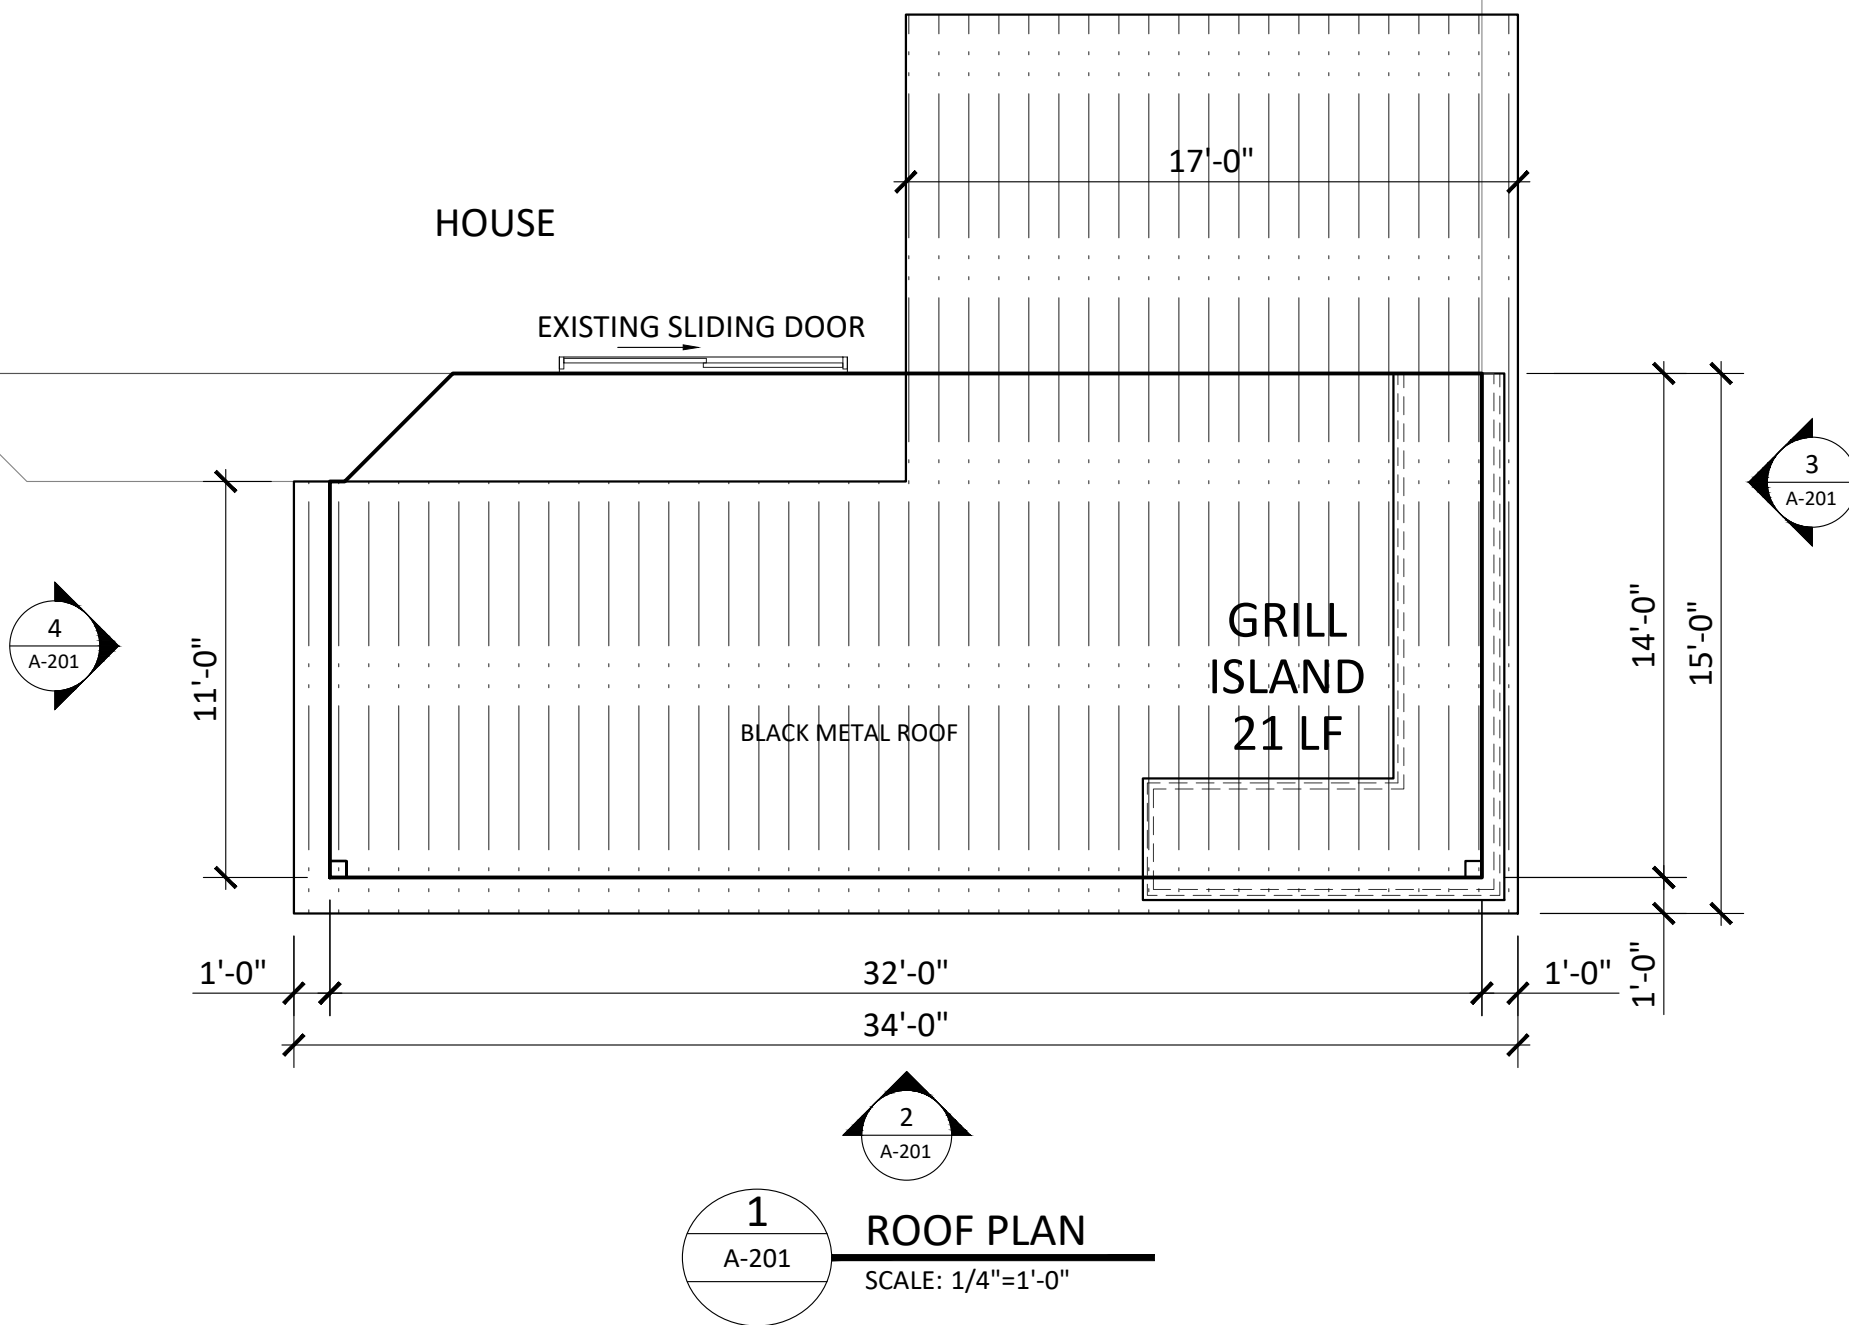 17'-0"
HOUSE
EXISTING SLIDING DOOR
3
A-201
4
A-201
11'-0"
14'-0"
15'-0"
GRILL
ISLAND
21 LF
BLACK METAL ROOF
1'-0"
32'-0"
1'-0"
1'-0"
34'-0"
2
A-201
1
A-201
ROOF PLAN
SCALE: 1/4"=1'-0"